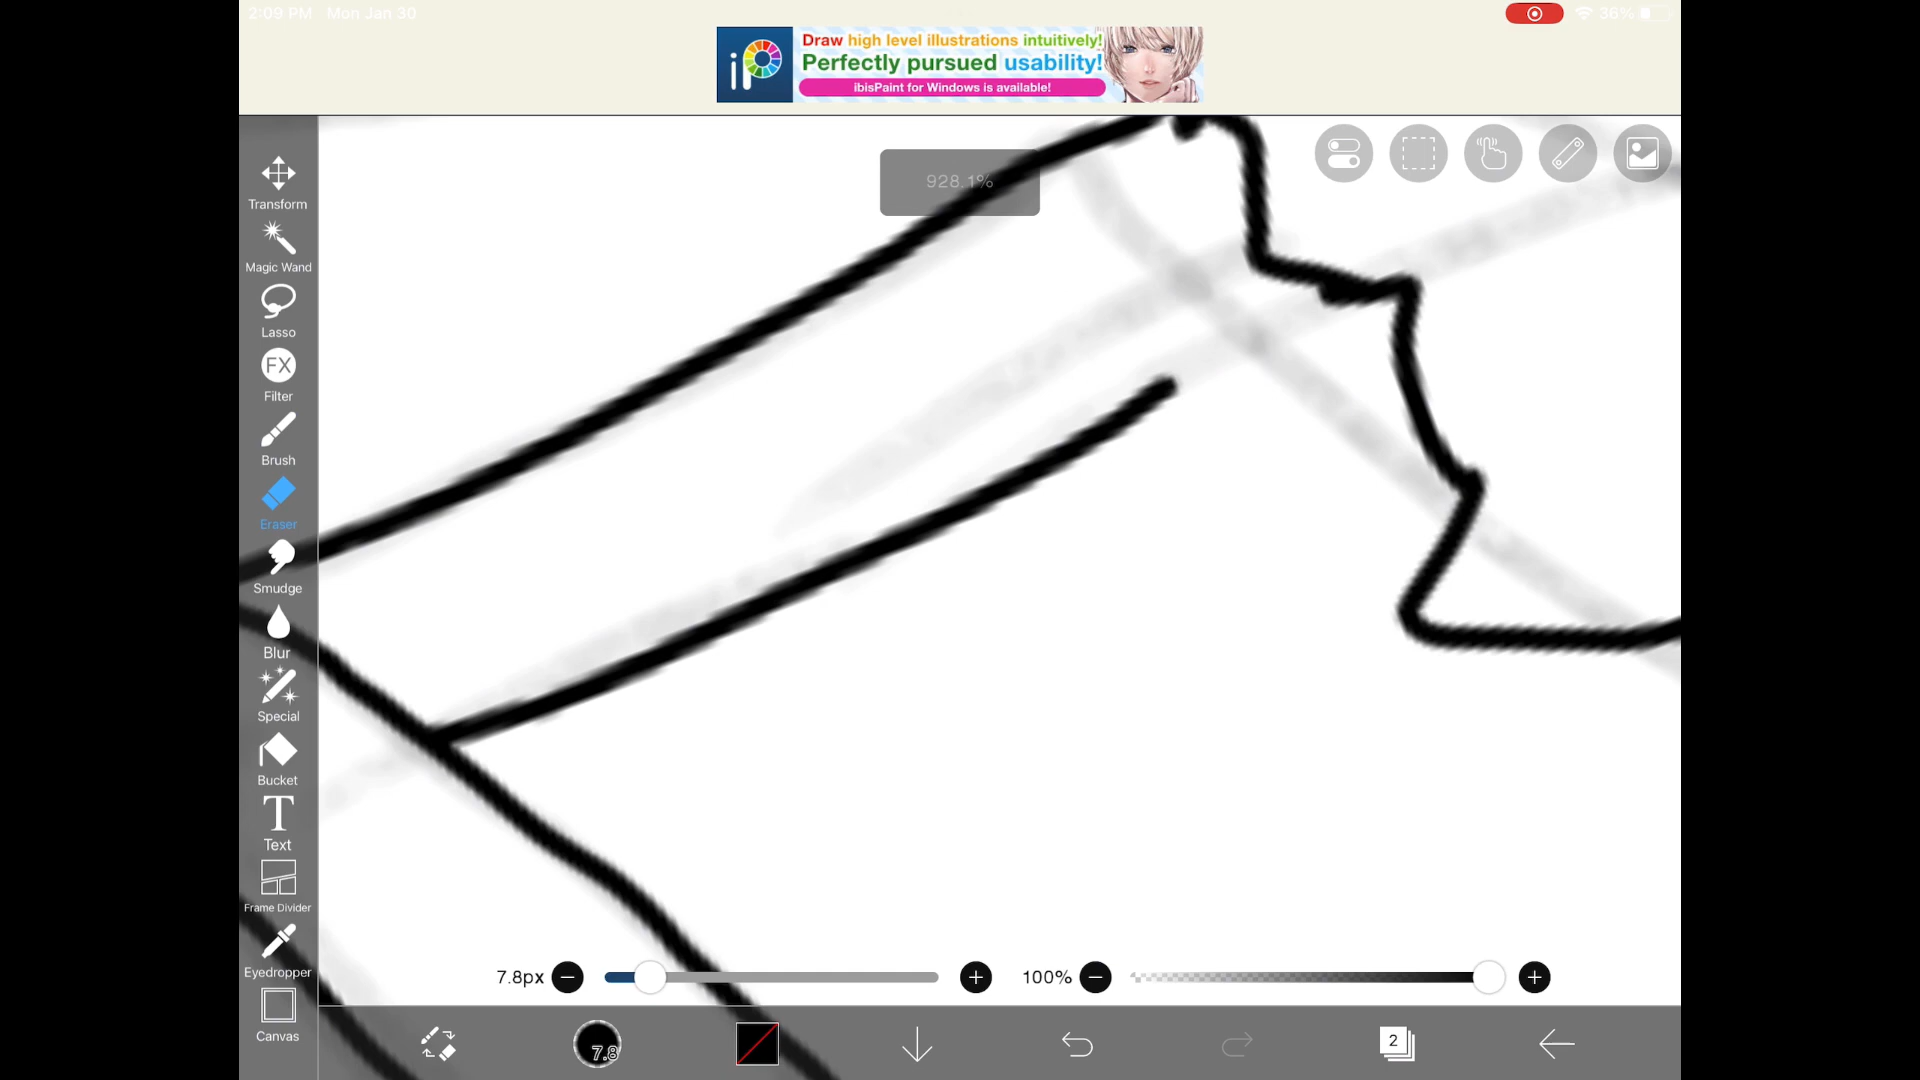 2:09 PM Mon Jan 30
36%
iP
Draw high level illustrations intuitively!
Perfectly pursued usability!
ibisPaint for Windows is available!
928.1%
Transform
Magic Wand
Lasso
FX
Filter
Brush
Eraser
Smudge
Blur
Special
Bucket
T
Text
Frame Divider
Eyedropper
Canvas
7.8px
100%
7.8
2